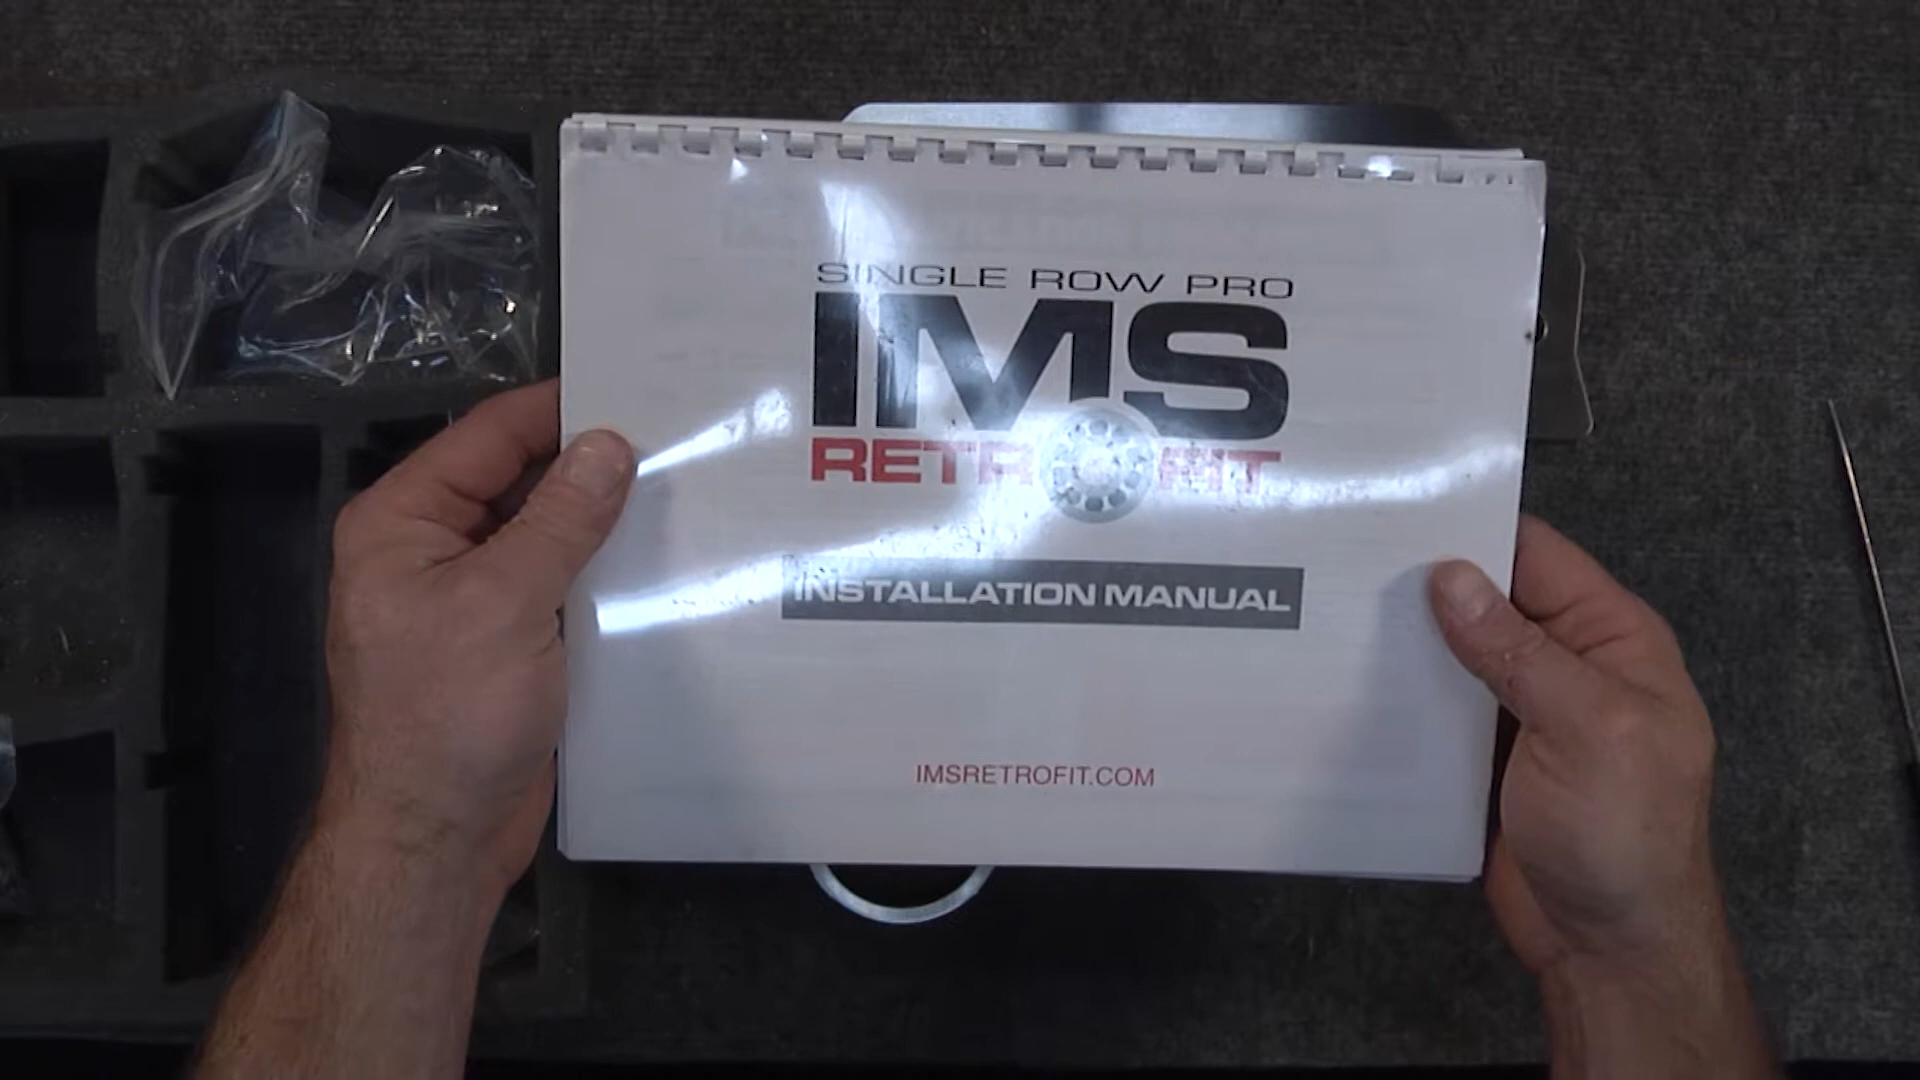 SINGLE ROW PRO
IMS
RETROFIT
INSTALLATION MANUAL
IMSRETROFIT.COM